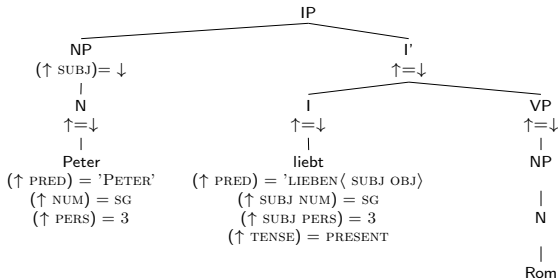 IP
NP I'
(↑ SUBJ)= ↓ ↑=↓
N I VP
↑=↓ ↑=↓ ↑=↓
Peter liebt NP
(↑ PRED) = 'PETER' (↑ PRED) = 'LIEBEN⟨ SUBJ OBJ⟩
(↑ NUM) = SG (↑ SUBJ NUM) = SG
(↑ PERS) = 3 (↑ SUBJ PERS) = 3 N
(↑ TENSE) = PRESENT
Rom